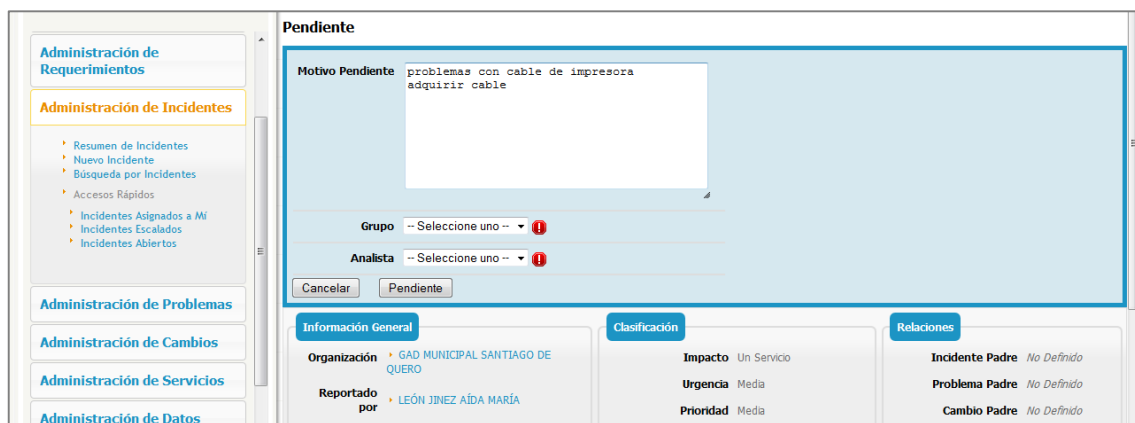 Administración de
Requerimientos
Administración de Incidentes
Resumen de Incidentes
Nuevo Incidente
Búsqueda por Incidentes
Accesos Rápidos
Incidentes Asignados a Mí
Incidentes Escalados
Incidentes Abiertos
Administración de Problemas
Administración de Cambios
Administración de Servicios
Administración de Datos
Pendiente
Motivo Pendiente
problemas con cable de impresora
adquirir cable
Grupo -- Seleccione uno --
Analista -- Seleccione uno --
Cancelar Pendiente
Información General
Organización GAD MUNICIPAL SANTIAGO DE
QUERO
Reportado
por LEÓN JINEZ AÍDA MARÍA
Clasificación
Impacto Un Servicio
Urgencia Media
Prioridad Media
Relaciones
Incidente Padre No Definido
Problema Padre No Definido
Cambio Padre No Definido